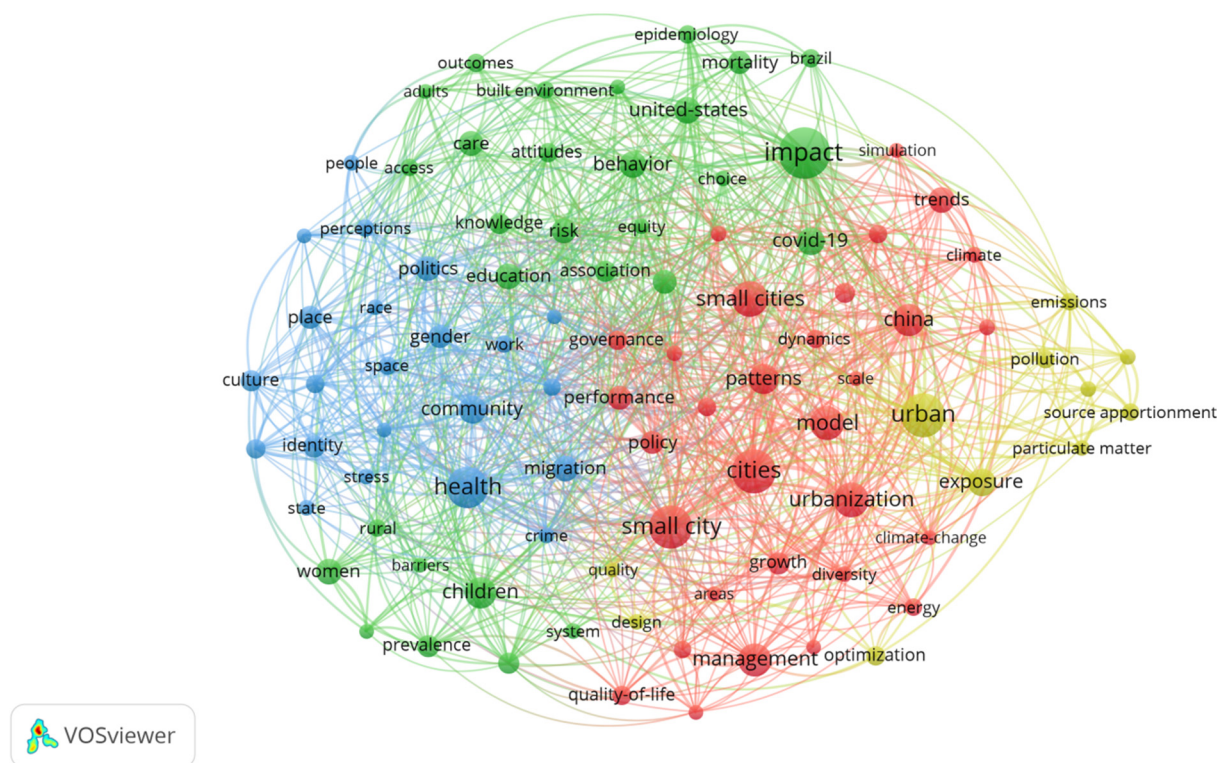 epidemiology
outcomes
mortality
brazil
adults
built environment
united-states
care
attitudes
impact
simulation
people
access
behavior
choice
trends
knowledge
risk
equity
perceptions
covid-19
climate
politics
education
association
small cities
emissions
place
race
china
gender
work
governance
dynamics
pollution
space
culture
patterns
scale
performance
community
model
urban
source apportionment
identity
policy
particulate matter
migration
cities
stress
health
exposure
state
urbanization
rural
crime
small city
climate-change
women
barriers
quality
growth
diversity
children
areas
energy
system
design
prevalence
management
optimization
quality-of-life
VOSviewer